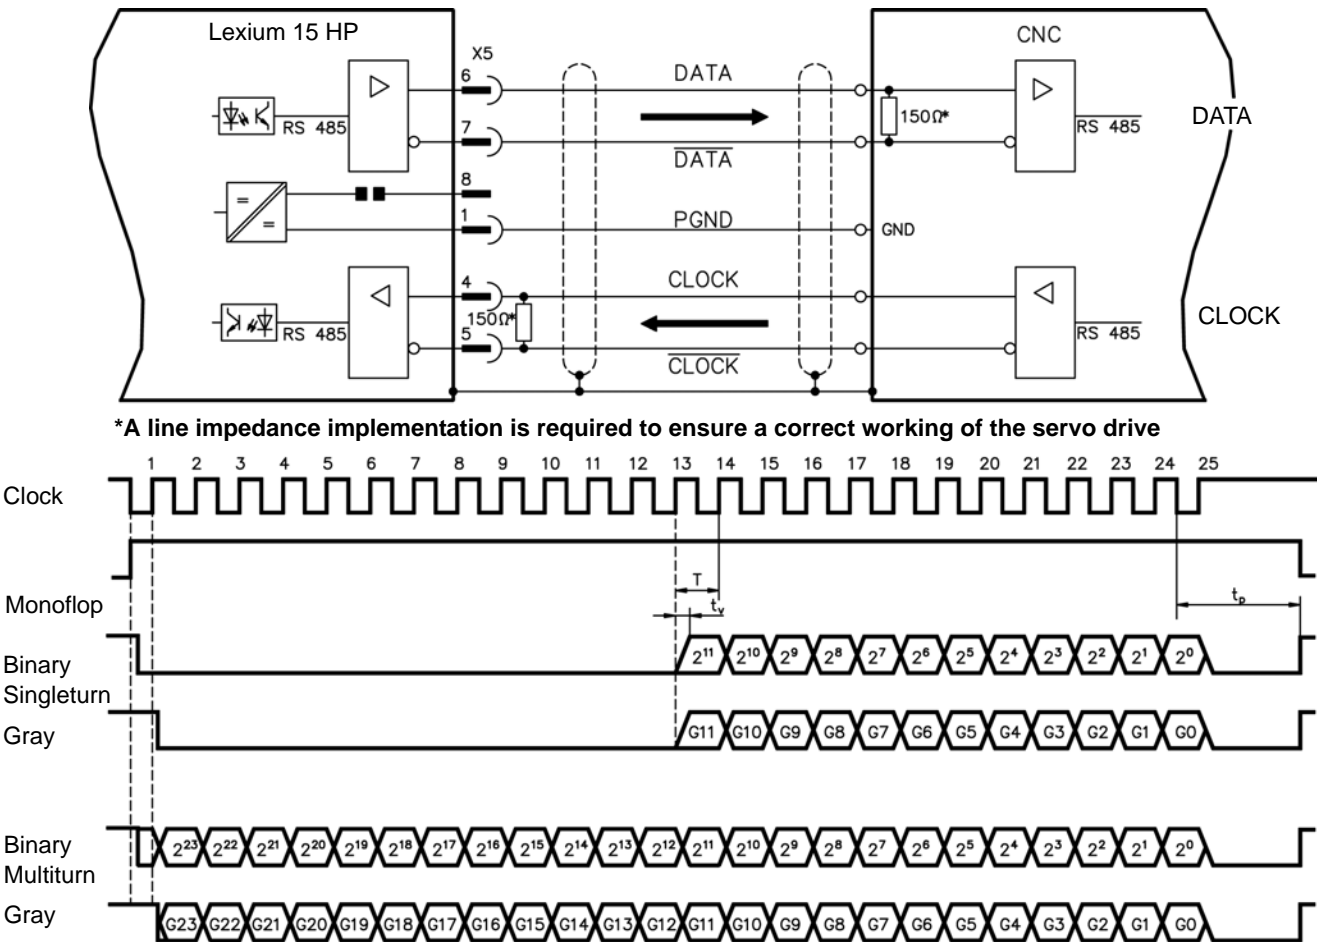 Lexium 15 HP
CNC
X5
6
DATA
150Ω*
RS 485
RS 485
DATA
7
DATA
8
1
PGND
GND
4
CLOCK
150Ω*
RS 485
RS 485
CLOCK
5
CLOCK
*A line impedance implementation is required to ensure a correct working of the servo drive
1 2 3 4 5 6 7 8 9 10 11 12 13 14 15 16 17 18 19 20 21 22 23 24 25
Clock
T
tv
tp
Monoflop
Binary
2¹¹ 2¹⁰ 2⁹ 2⁸ 2⁷ 2⁶ 2⁵ 2⁴ 2³ 2² 2¹ 2⁰
Singleturn
Gray
G11 G10 G9 G8 G7 G6 G5 G4 G3 G2 G1 G0
Binary
2²³ 2²² 2²¹ 2²⁰ 2¹⁹ 2¹⁸ 2¹⁷ 2¹⁶ 2¹⁵ 2¹⁴ 2¹³ 2¹² 2¹¹ 2¹⁰ 2⁹ 2⁸ 2⁷ 2⁶ 2⁵ 2⁴ 2³ 2² 2¹ 2⁰
Multiturn
Gray
G23 G22 G21 G20 G19 G18 G17 G16 G15 G14 G13 G12 G11 G10 G9 G8 G7 G6 G5 G4 G3 G2 G1 G0